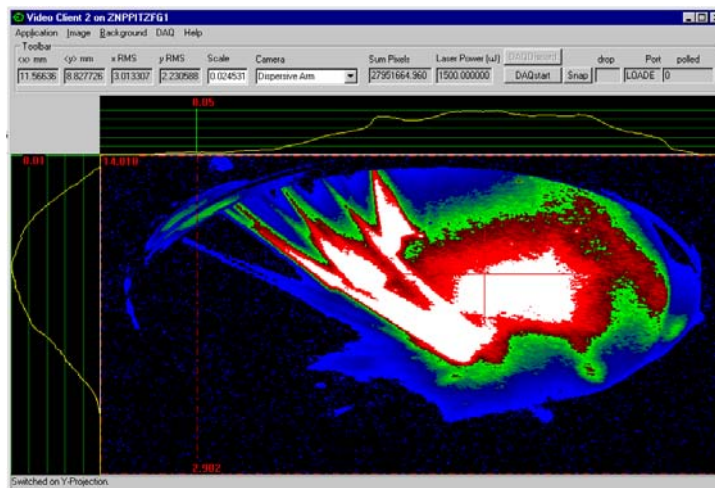 Video Client 2 on ZNPPITZFG1
Application Image Background DAQ Help
Toolbar
<x> mm <y> mm x RMS y RMS Scale Camera Sum Pixels Laser Power (uJ) DAQDisconn drop Port polled
11.56636 8.827726 3.013307 2.230588 0.024531 Dispersive Arm 27951664.960 1500.000000 DAQstart Snap LOADE 0
0.05
0.01 14.010
2.902
Switched on Y-Projection.